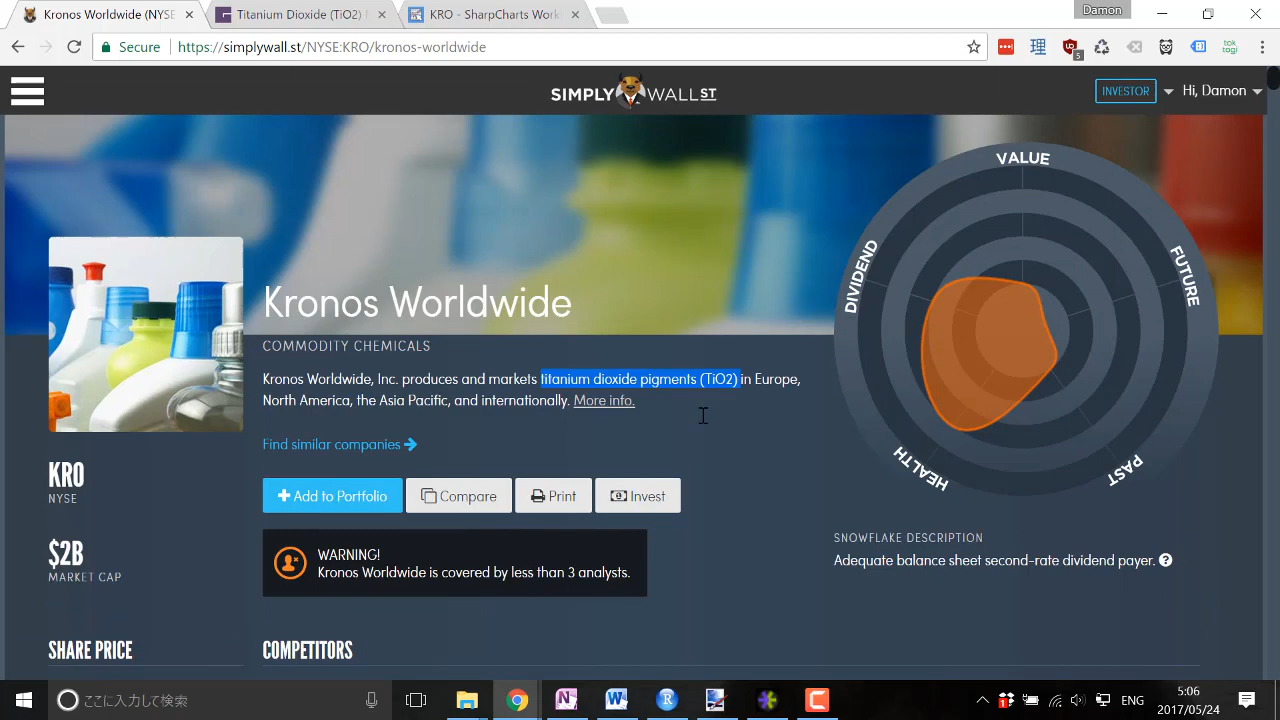 Kronos Worldwide (NYSE
Titanium Dioxide (TiO2)
KRO - SharpCharts Work
Damon
Secure
https://simplywall.st/NYSE:KRO/kronos-worldwide
5
理
tok
togi
SIMPLY WALL ST
INVESTOR
Hi, Damon
VALUE
FUTURE
PAST
HEALTH
DIVIDEND
Kronos Worldwide
COMMODITY CHEMICALS
Kronos Worldwide, Inc. produces and markets titanium dioxide pigments (TiO2) in Europe,
North America, the Asia Pacific, and internationally. More info.
Find similar companies
KRO
NYSE
Add to Portfolio
Compare
Print
Invest
$2B
MARKET CAP
WARNING!
Kronos Worldwide is covered by less than 3 analysts.
SNOWFLAKE DESCRIPTION
Adequate balance sheet second-rate dividend payer.
SHARE PRICE
COMPETITORS
ここに入力して検索
ENG
5:06
2017/05/24